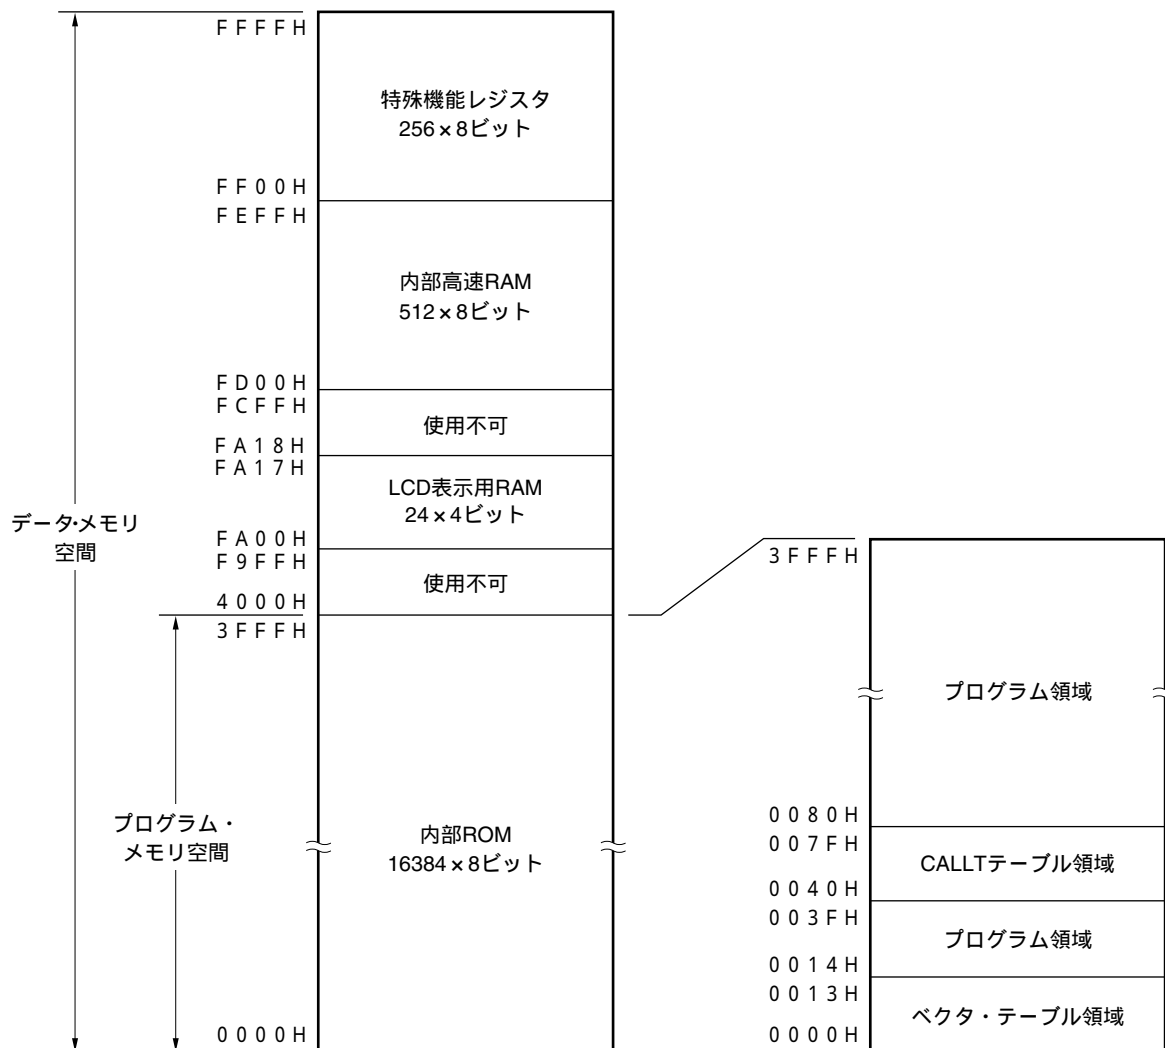 FFFFH
特殊機能レジスタ
256×8ビット
FF00H
FEFFH
内部高速RAM
512×8ビット
FD00H
FCFFH
使用不可
FA18H
FA17H
LCD表示用RAM
24×4ビット
データ・メモリ
空間
FA00H
F9FFH
使用不可
4000H
3FFFH
プログラム・
メモリ空間
内部ROM
16384×8ビット
0000H
3FFFH
プログラム領域
0080H
007FH
CALLTテーブル領域
0040H
003FH
プログラム領域
0014H
0013H
ベクタ・テーブル領域
0000H